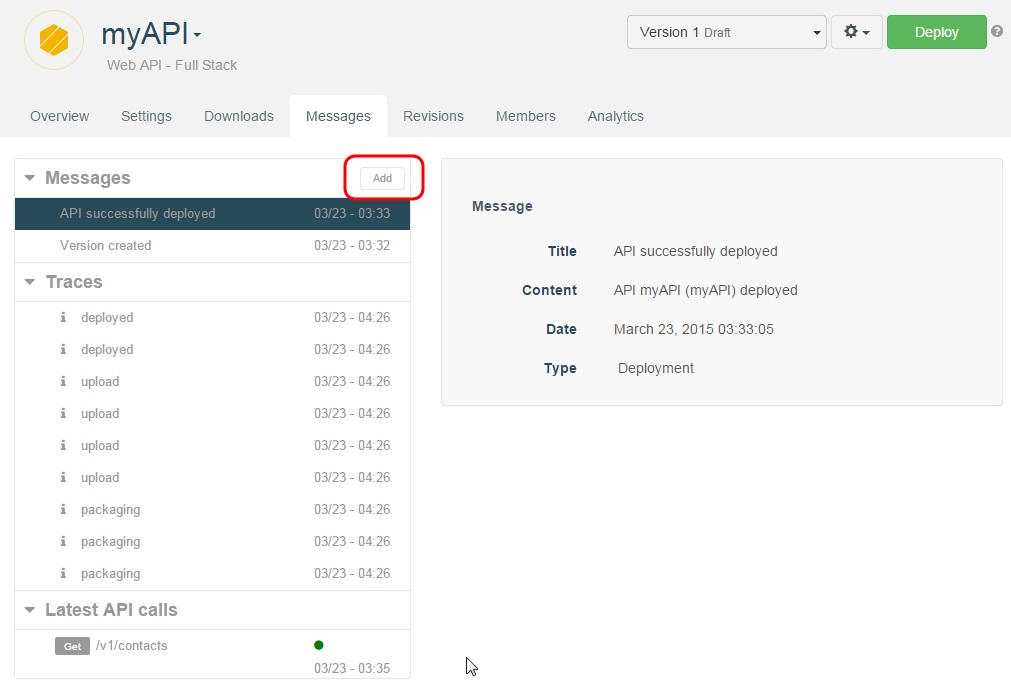 myAPI
Web API - Full Stack
Version 1 Draft
Deploy
Overview Settings Downloads Messages Revisions Members Analytics
Messages Add
API successfully deployed 03/23 - 03:33
Version created 03/23 - 03:32
Traces
deployed 03/23 - 04:26
deployed 03/23 - 04:26
upload 03/23 - 04:26
upload 03/23 - 04:26
upload 03/23 - 04:26
upload 03/23 - 04:26
packaging 03/23 - 04:26
packaging 03/23 - 04:26
packaging 03/23 - 04:26
Latest API calls
Get /v1/contacts
03/23 - 03:35
Message
Title API successfully deployed
Content API myAPI (myAPI) deployed
Date March 23, 2015 03:33:05
Type Deployment